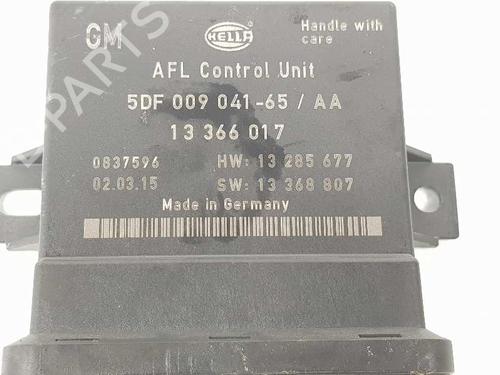 GM HELLA Handle with care
AFL Control Unit
5DF 009 041-65 / AA
13 366 017
0837596 HW: 13 285 677
02.03.15 SW: 13 368 807
Made in Germany